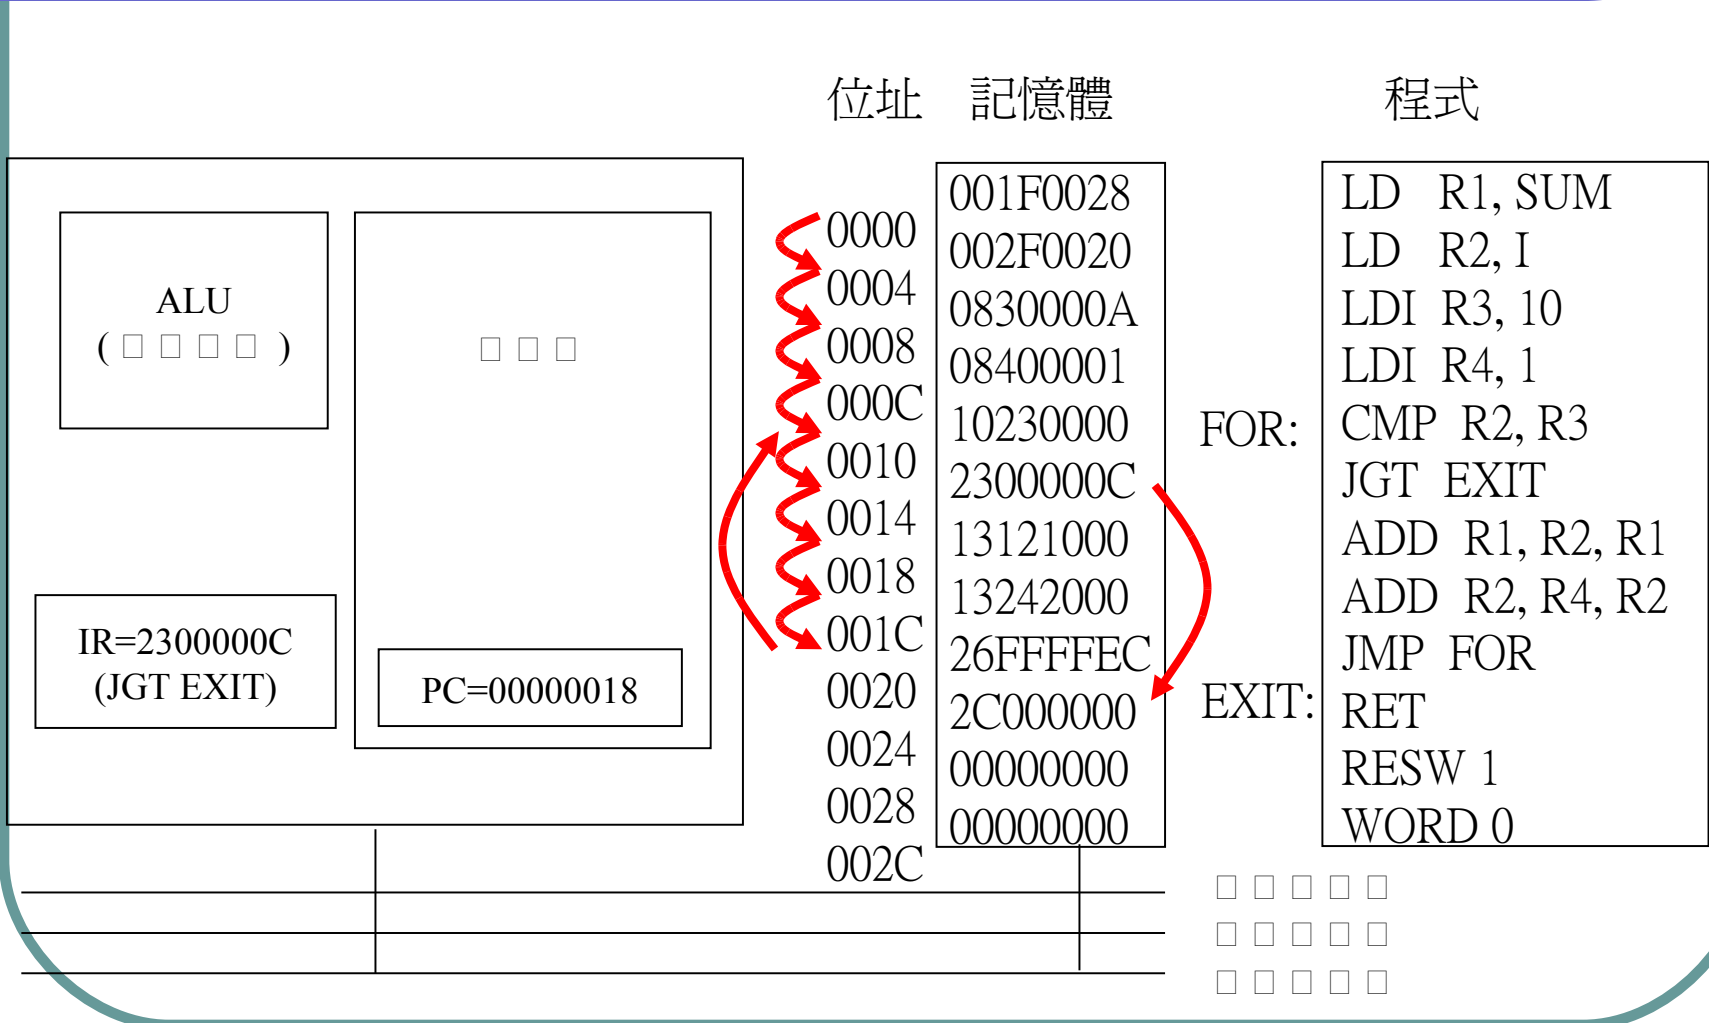 位址 記憶體 程式
ALU
( )
IR=2300000C
(JGT EXIT)
PC=00000018
0000
0004
0008
000C
0010
0014
0018
001C
0020
0024
0028
002C
001F0028
002F0020
0830000A
08400001
10230000
2300000C
13121000
13242000
26FFFFEC
2C000000
00000000
00000000
FOR:
EXIT:
LD R1, SUM
LD R2, I
LDI R3, 10
LDI R4, 1
CMP R2, R3
JGT EXIT
ADD R1, R2, R1
ADD R2, R4, R2
JMP FOR
RET
RESW 1
WORD 0